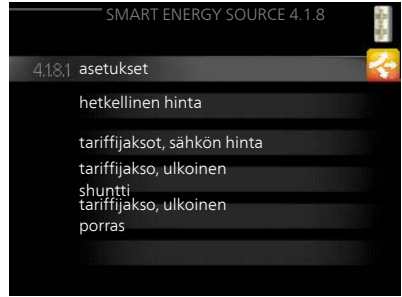 SMART ENERGY SOURCE 4.1.8
4.1.8.1 asetukset
hetkellinen hinta
tariffijaksot, sähkön hinta
tariffijakso, ulkoinen
shuntti
tariffijakso, ulkoinen
porras